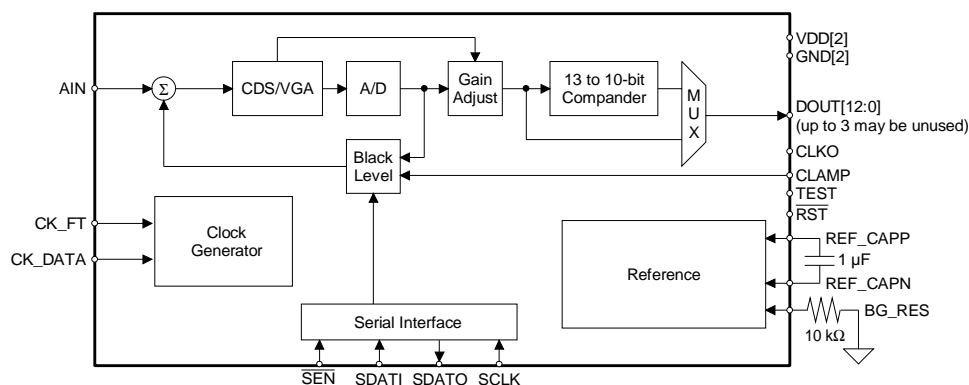 VDD[2]
GND[2]
AIN
Σ
CDS/VGA
A/D
Gain
Adjust
13 to 10-bit
Compander
M
U
X
DOUT[12:0]
(up to 3 may be unused)
Black
Level
CLKO
CLAMP
TEST
RST
CK_FT
CK_DATA
Clock
Generator
Reference
REF_CAPP
1 µF
REF_CAPN
BG_RES
10 kΩ
Serial Interface
SEN
SDATI
SDATO
SCLK